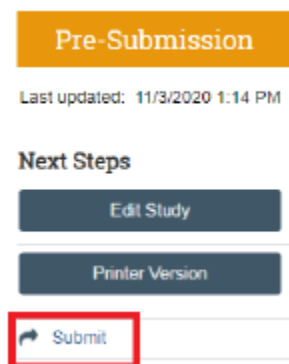 Pre-Submission
Last updated: 11/3/2020 1:14 PM
Next Steps
Edit Study
Printer Version
Submit